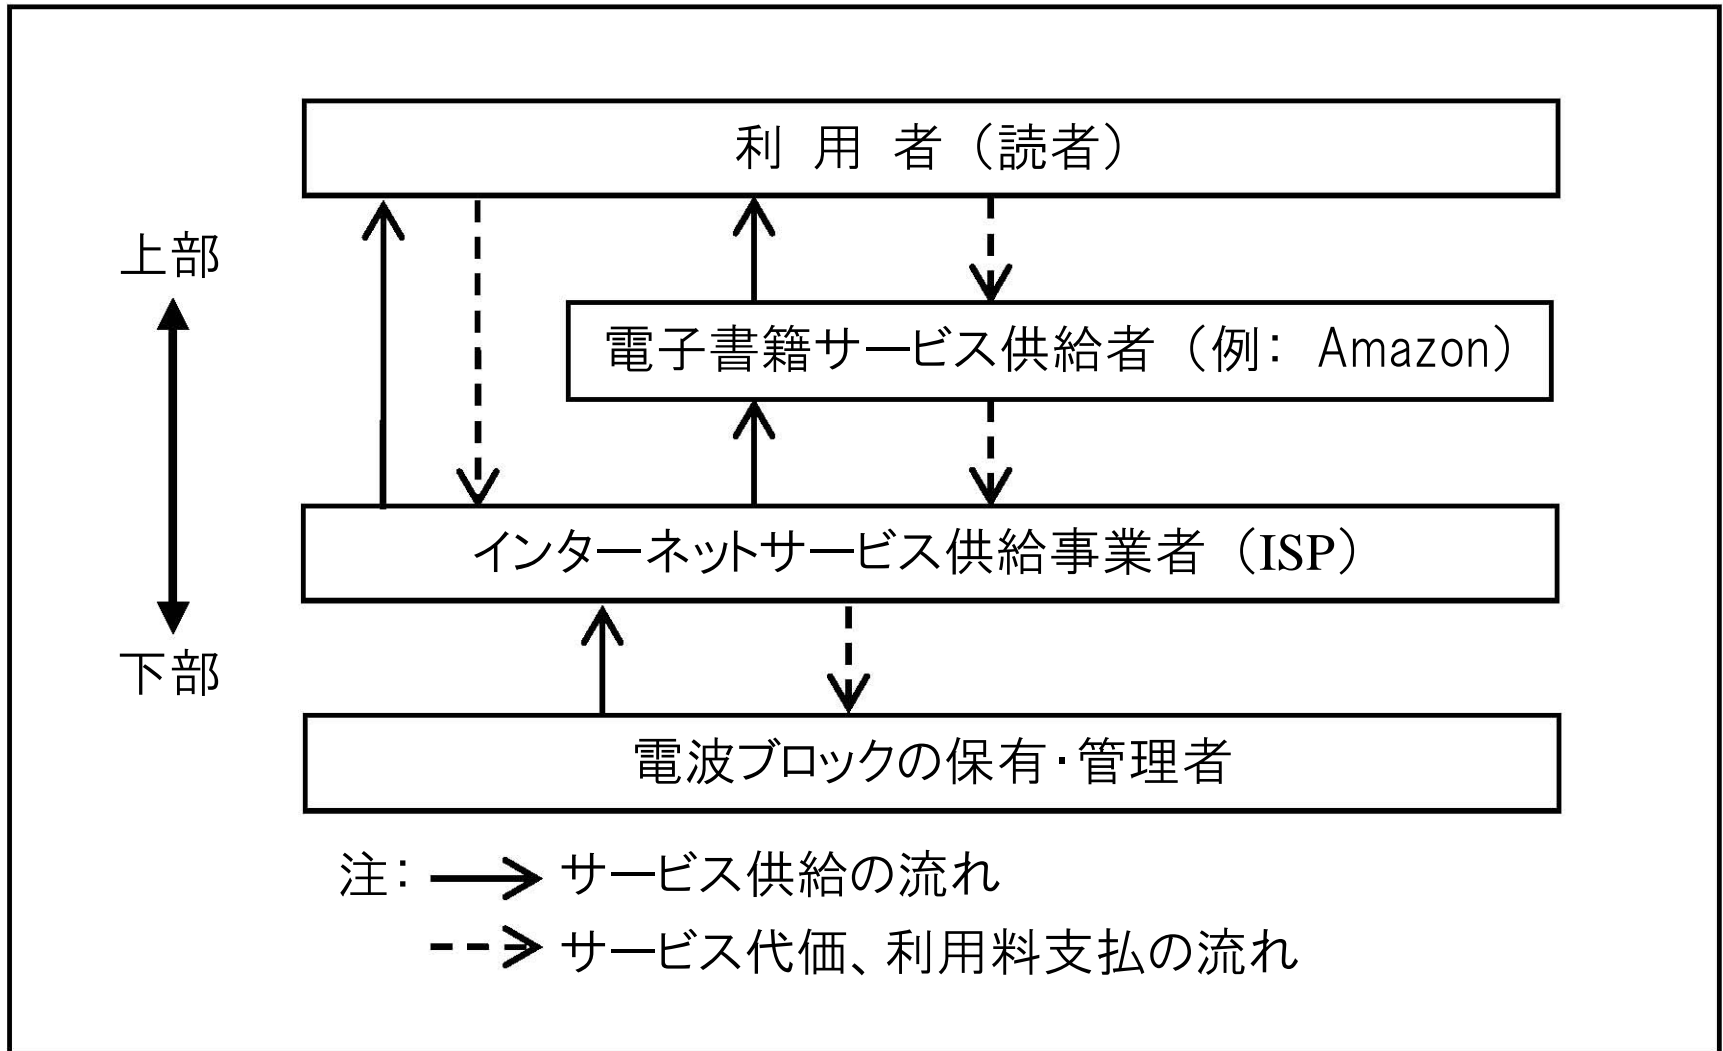 利 用 者（読者）
上部
電子書籍サービス供給者（例： Amazon）
インターネットサービス供給事業者（ISP）
下部
電波ブロックの保有・管理者
注： サービス供給の流れ
サービス代価、利用料支払の流れ